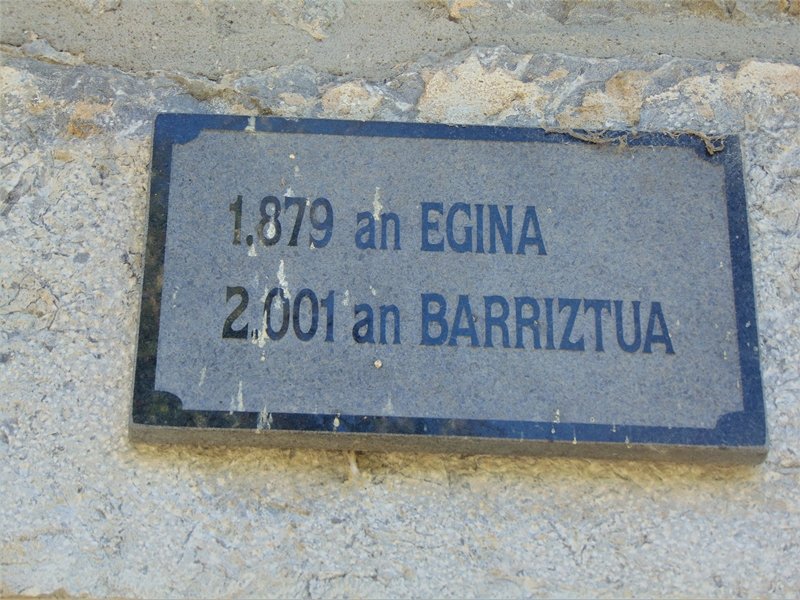 1.879 an EGINA
2.001 an BARRIZTUA